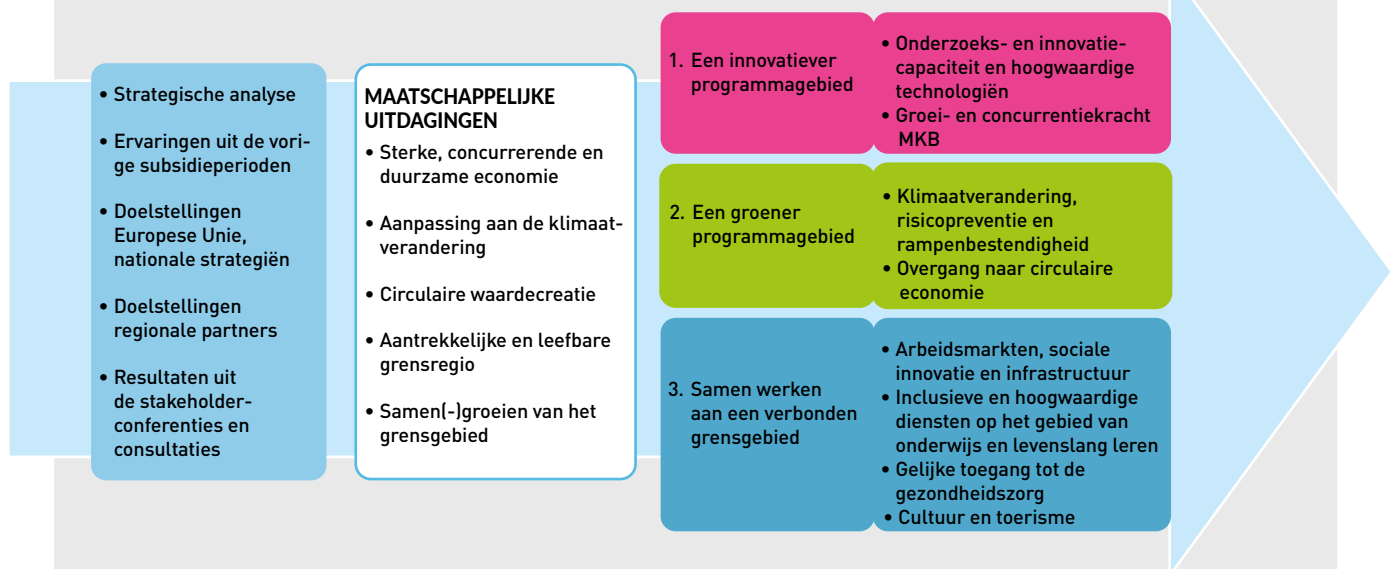 • Strategische analyse
• Ervaringen uit de vori-
ge subsidieperioden
• Doelstellingen
Europese Unie,
nationale strategiën
• Doelstellingen
regionale partners
• Resultaten uit
de stakeholder-
conferenties en
consultaties
MAATSCHAPPELIJKE
UITDAGINGEN
• Sterke, concurrerende en
duurzame economie
• Aanpassing aan de klimaat-
verandering
• Circulaire waardecreatie
• Aantrekkelijke en leefbare
grensregio
• Samen(-)groeien van het
grensgebied
1. Een innovatiever
programmagebied
• Onderzoeks- en innovatie-
capaciteit en hoogwaardige
technologiën
• Groei- en concurrentiekracht
MKB
2. Een groener
programmagebied
• Klimaatverandering,
risicopreventie en
rampenbestendigheid
• Overgang naar circulaire
economie
3. Samen werken
aan een verbonden
grensgebied
• Arbeidsmarkten, sociale
innovatie en infrastructuur
• Inclusieve en hoogwaardige
diensten op het gebied van
onderwijs en levenslang leren
• Gelijke toegang tot de
gezondheidszorg
• Cultuur en toerisme